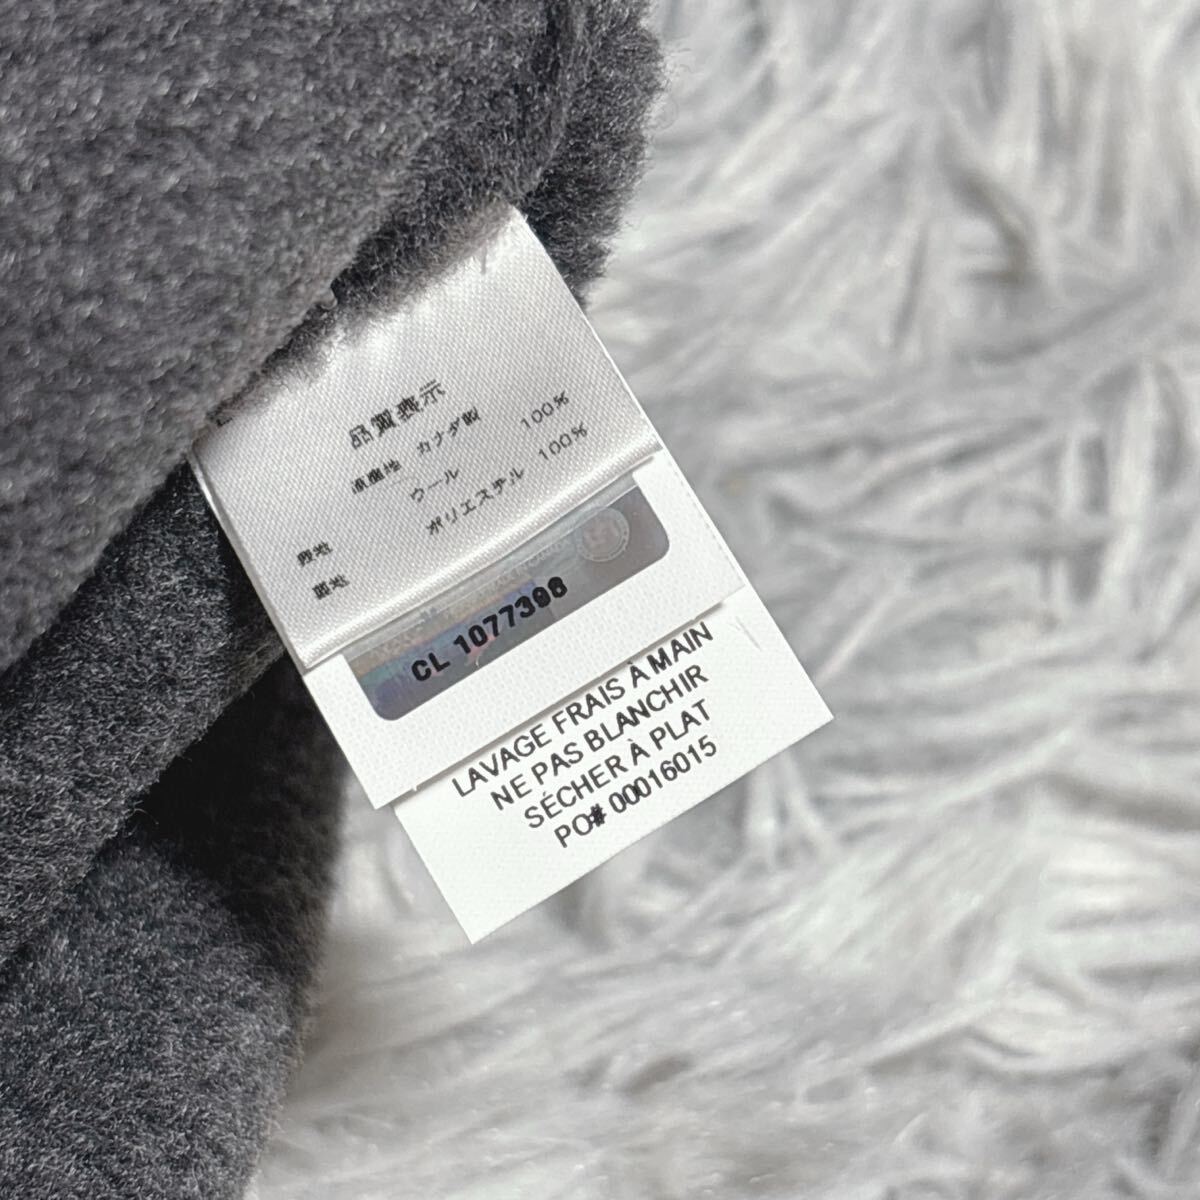 品質表示
原産地 カナダ製
表地 ウール 100%
裏地 ポリエステル 100%
CL 1077398
LAVAGE FRAIS À MAIN
NE PAS BLANCHIR
SÉCHER À PLAT
PO# 00016015